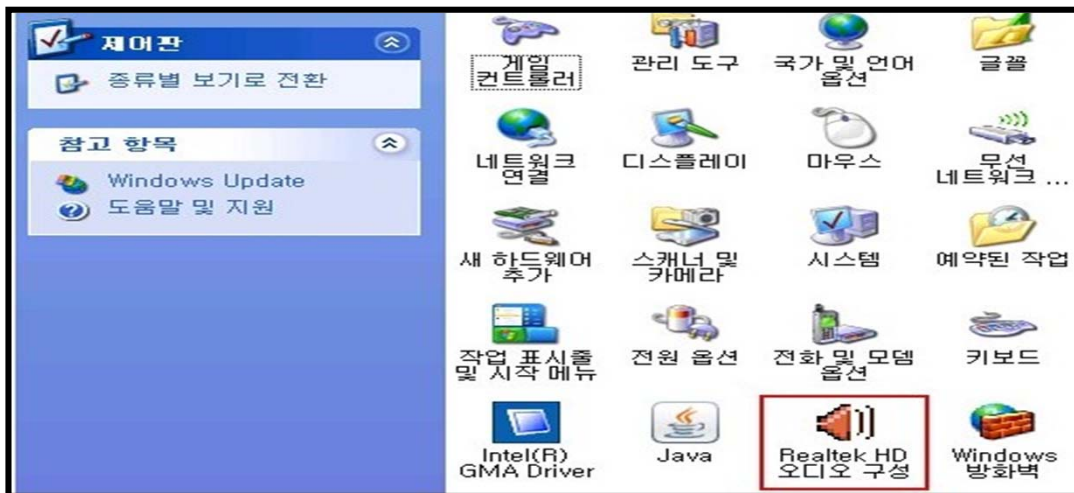 제어판
종류별 보기로 전환
참고 항목
Windows Update
도움말 및 지원
게임
컨트롤러
관리 도구
국가 및 언어
옵션
글꼴
네트워크
연결
디스플레이
마우스
무선
네트워크 ...
새 하드웨어
추가
스캐너 및
카메라
시스템
예약된 작업
작업 표시줄
및 시작 메뉴
전원 옵션
전화 및 모뎀
옵션
키보드
Intel(R)
GMA Driver
Java
Realtek HD
오디오 구성
Windows
방화벽